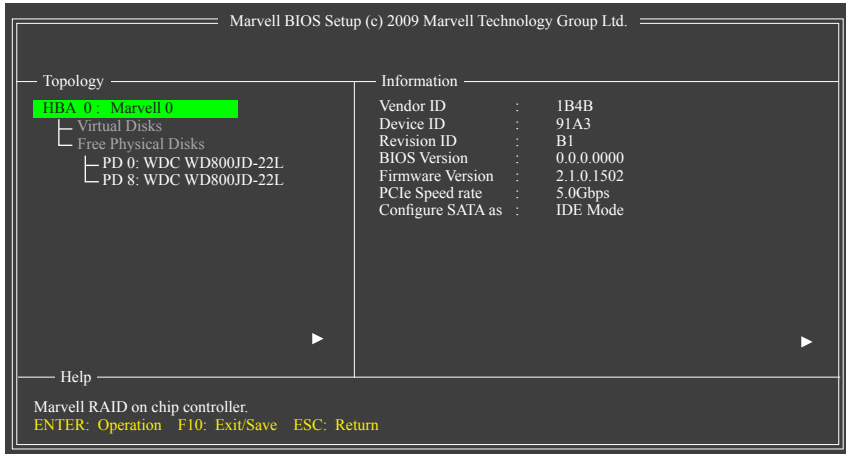 Marvell BIOS Setup (c) 2009 Marvell Technology Group Ltd.
Topology
HBA 0 : Marvell 0
Virtual Disks
Free Physical Disks
PD 0: WDC WD800JD-22L
PD 8: WDC WD800JD-22L
Information
Vendor ID : 1B4B
Device ID : 91A3
Revision ID : B1
BIOS Version : 0.0.0.0000
Firmware Version : 2.1.0.1502
PCIe Speed rate : 5.0Gbps
Configure SATA as : IDE Mode
Help
Marvell RAID on chip controller.
ENTER: Operation F10: Exit/Save ESC: Return